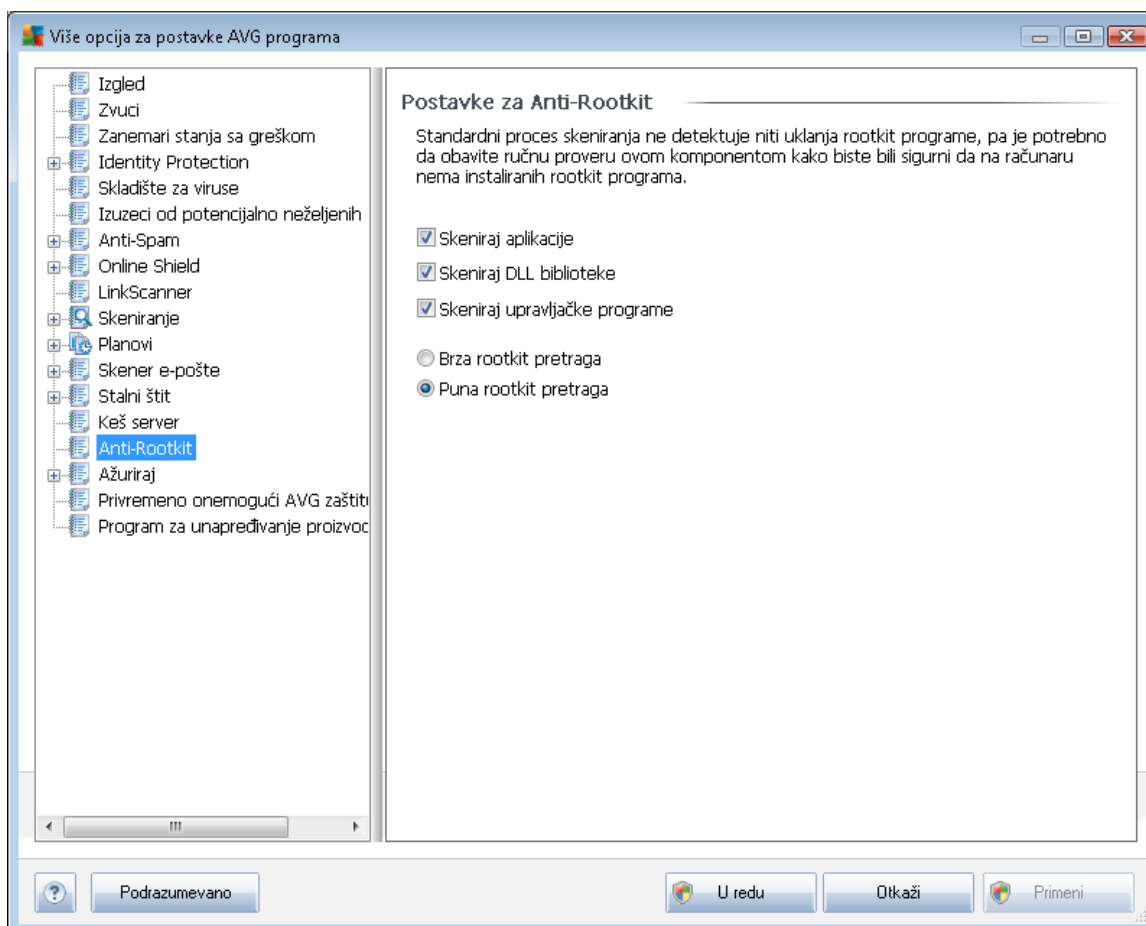 Više opcija za postavke AVG programa
Izgled
Zvuci
Zanemari stanja sa greškom
Identity Protection
Skladište za viruse
Izuzeci od potencijalno neželjenih
Anti-Spam
Online Shield
LinkScanner
Skeniranje
Planovi
Skener e-pošte
Stalni štit
Keš server
Anti-Rootkit
Ažuriraj
Privremeno onemogući AVG zaštitu
Program za unapređivanje proizvod
Postavke za Anti-Rootkit
Standardni proces skeniranja ne detektuje niti uklanja rootkit programe, pa je potrebno
da obavite ručnu proveru ovom komponentom kako biste bili sigurni da na računaru
nema instaliranih rootkit programa.
Skeniraj aplikacije
Skeniraj DLL biblioteke
Skeniraj upravljačke programe
Brza rootkit pretraga
Puna rootkit pretraga
Podrazumevano
U redu
Otkaži
Primeni